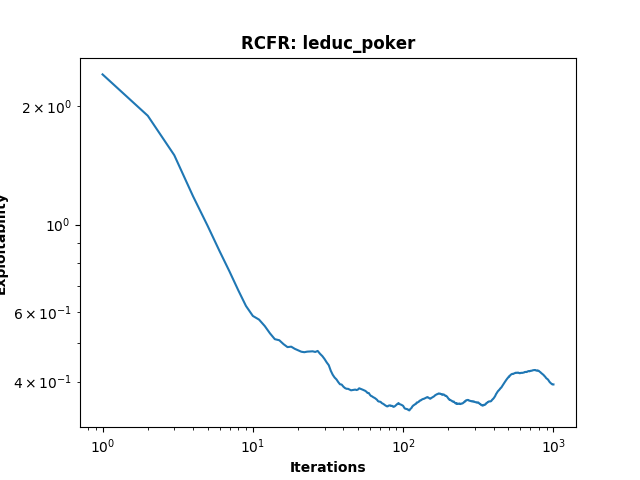 RCFR: leduc_poker
2 × 10⁰
10⁰
6 × 10⁻¹
4 × 10⁻¹
Exploitability
10⁰ 10¹ 10² 10³
Iterations